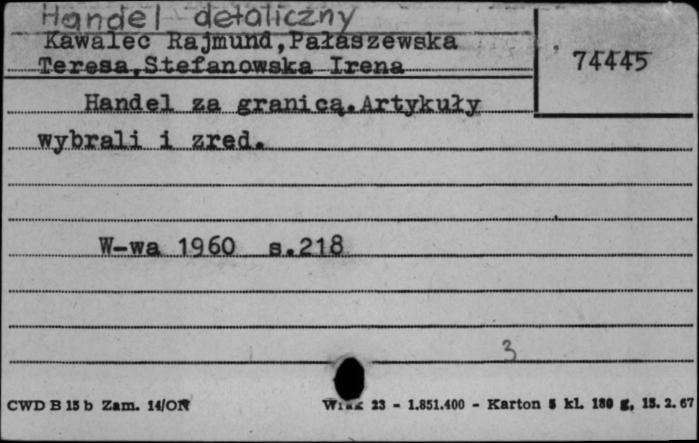 Handel detaliczny
Kawalec Rajmund,Pałaszewska
Teresa,Stefanowska Irena
74445
Handel za granicą.Artykuły
wybrali i zred.
W-wa 1960 s.218
3
CWD B 15 b Zam. 14/ON
23 - 1.851.400 - Karton 5 kl. 180 g, 15. 2. 67